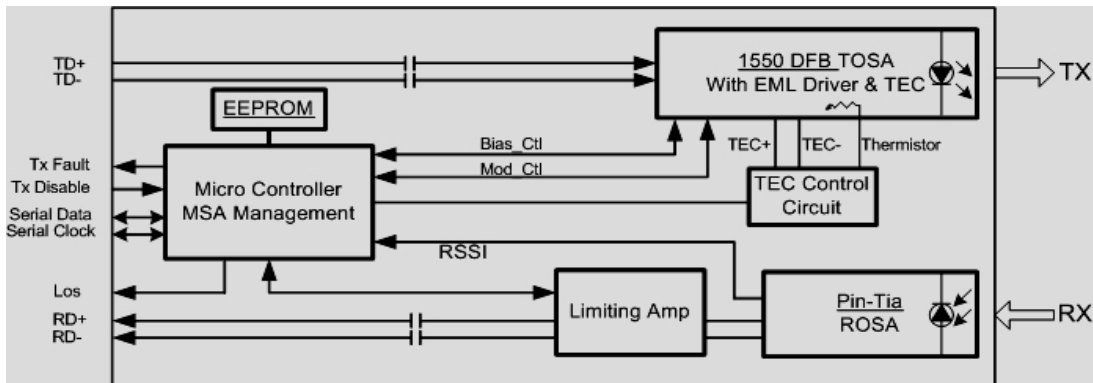 TD+
TD-
1550 DFB TOSA
With EML Driver & TEC
TX
EEPROM
Bias_Ctl
Mod_Ctl
TEC+
TEC-
Thermistor
Tx Fault
Tx Disable
Serial Data
Serial Clock
Micro Controller
MSA Management
TEC Control
Circuit
RSSI
Los
RD+
RD-
Limiting Amp
Pin-Tia
ROSA
RX